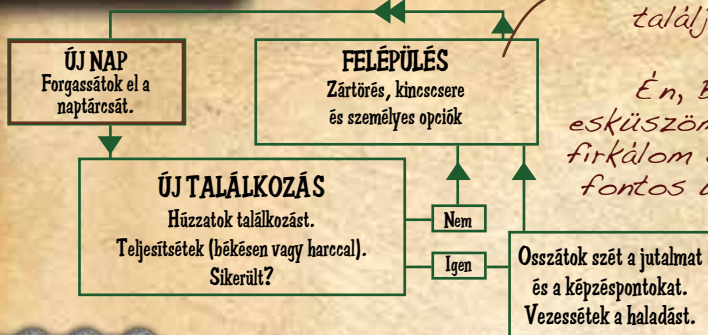 találj
ÚJ NAP
Forgassátok el a
naptárcsát.
FELÉPÜLÉS
Zártörés, kincscsere
és személyes opciók
Én,
esküszöm
firkálom
fontos
ÚJ TALÁLKOZÁS
Húzzatok találkozást.
Teljesítsétek (békésen vagy harccal).
Sikerült?
Nem
Igen
Osszátok szét a jutalmat
és a képzéspontokat.
Vezessétek a haladást.